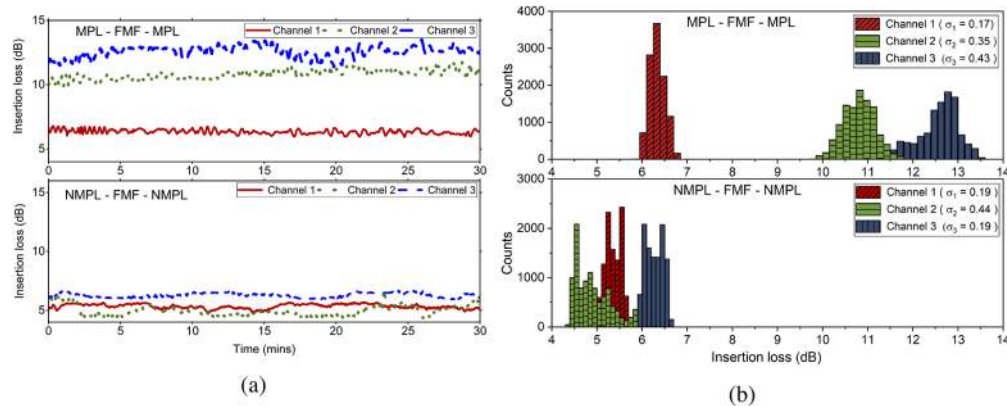 MPL - FMF - MPL
Channel 1 Channel 2 Channel 3
Insertion loss (dB)
15
10
5
0 5 10 15 20 25 30
NMPL - FMF - NMPL
Channel 1 Channel 2 Channel 3
Insertion loss (dB)
15
10
5
0 5 10 15 20 25 30
Time (mins)
(a)
MPL - FMF - MPL
Channel 1 ( σ1 = 0.17)
Channel 2 ( σ2 = 0.35)
Channel 3 ( σ3 = 0.43)
Counts
4000
3000
2000
1000
0
4 5 6 7 8 9 10 11 12 13 14
NMPL - FMF - NMPL
Channel 1 ( σ1 = 0.19 )
Channel 2 ( σ2 = 0.44 )
Channel 3 (σ3 = 0.19 )
Counts
3000
2000
1000
0
4 5 6 7 8 9 10 11 12 13 14
Insertion loss (dB)
(b)